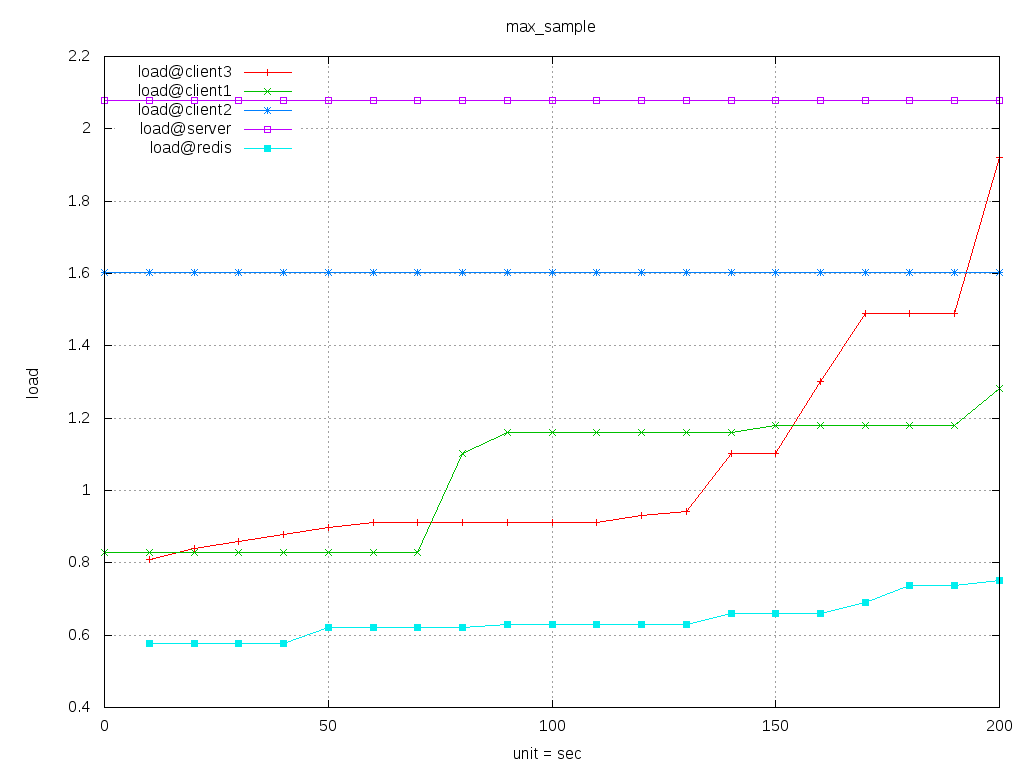 max_sample
load@client3
load@client1
load@client2
load@server
load@redis
2.2
2
1.8
1.6
1.4
1.2
1
0.8
0.6
0.4
load
0 50 100 150 200
unit = sec